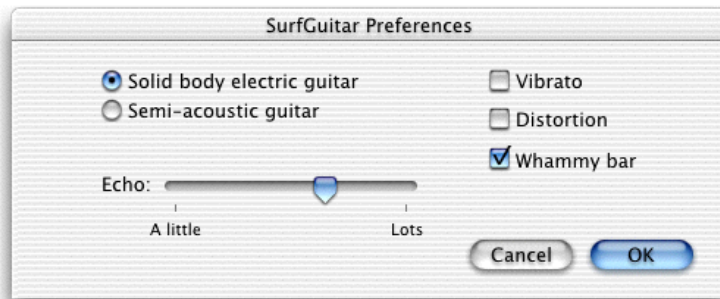 SurfGuitar Preferences
Solid body electric guitar
Semi-acoustic guitar
Vibrato
Distortion
Whammy bar
Echo:
A little
Lots
Cancel
OK